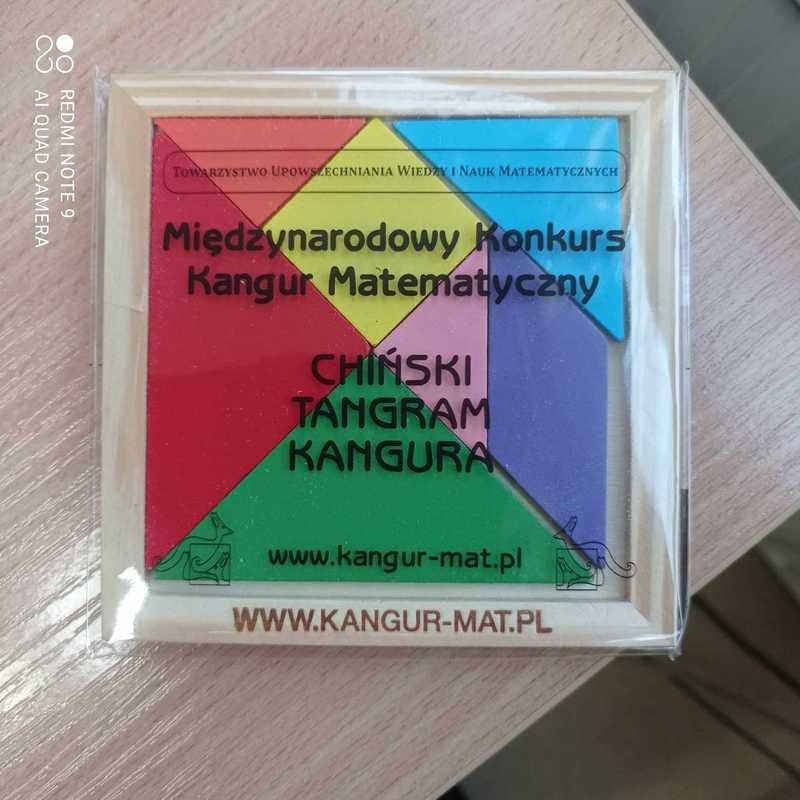 TOWARZYSTWO UPOWSZECHNIANIA WIEDZY I NAUK MATEMATYCZNYCH
Międzynarodowy Konkurs
Kangur Matematyczny
CHIŃSKI
TANGRAM
KANGURA
www.kangur-mat.pl
WWW.KANGUR-MAT.PL
REDMI NOTE 9
AI QUAD CAMERA